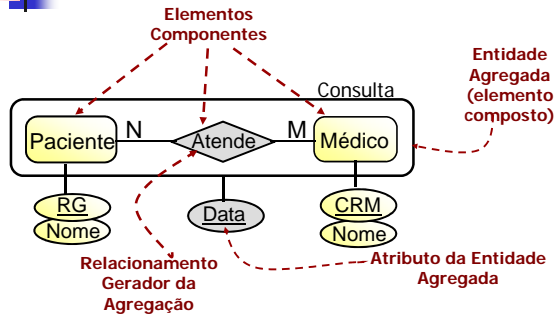 Elementos
Componentes
Entidade
Agregada
(elemento
composto)
Consulta
Paciente
N
Atende
M
Médico
RG
Nome
Data
CRM
Nome
Relacionamento
Gerador da
Agregação
Atributo da Entidade
Agregada